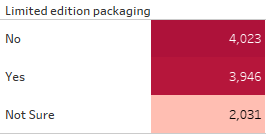 Limited edition packaging
No 4,023
Yes 3,946
Not Sure 2,031